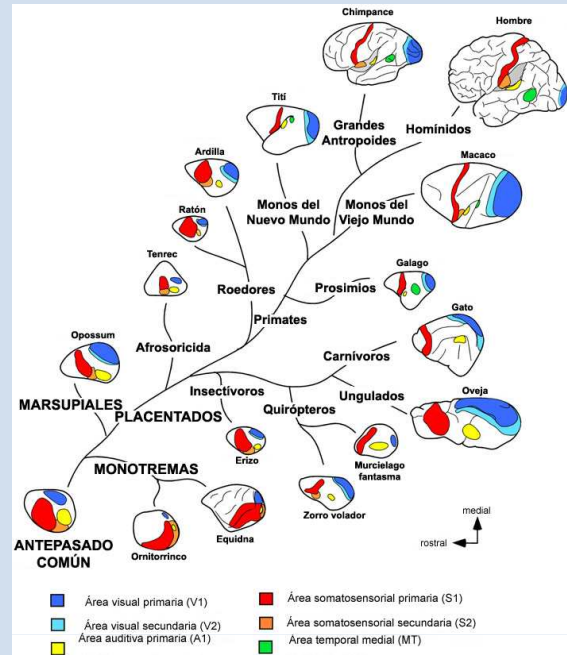 Chimpance
Hombre
Tití
Grandes
Antropoides
Homínidos
Ardilla
Macaco
Monos del
Nuevo Mundo
Monos del
Viejo Mundo
Ratón
Tenrec
Galago
Roedores
Prosimios
Gato
Primates
Opossum
Afrosoricida
Carnívoros
Insectívoros
Ungulados
Oveja
MARSUPIALES
PLACENTADOS
Quirópteros
Erizo
Murcielago
fantasma
MONOTREMAS
Zorro volador
medial
rostral
Equidna
Ornitorrinco
ANTEPASADO
COMÚN
Área visual primaria (V1)
Área somatosensorial primaria (S1)
Área visual secundaria (V2)
Área somatosensorial secundaria (S2)
Área auditiva primaria (A1)
Area temporal medial (MT)